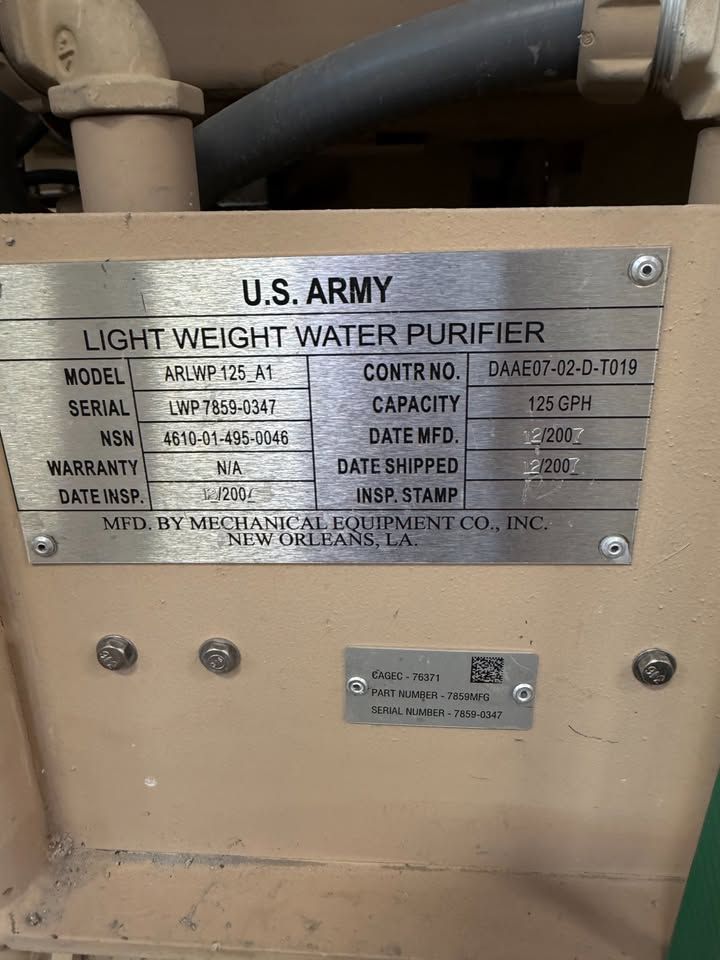 U.S. ARMY
LIGHT WEIGHT WATER PURIFIER
MODEL ARLWP 125_A1 CONTR NO. DAAE07-02-D-T019
SERIAL LWP 7859-0347 CAPACITY 125 GPH
NSN 4610-01-495-0046 DATE MFD. 12/2007
WARRANTY N/A DATE SHIPPED 12/2007
DATE INSP. INSP. STAMP
MFD. BY MECHANICAL EQUIPMENT CO., INC.
NEW ORLEANS, LA.
CAGEC - 76371
PART NUMBER - 7859MFG
SERIAL NUMBER - 7859-0347